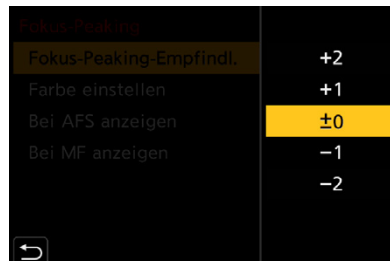 Fokus-Peaking
Fokus-Peaking-Empfindl.
Farbe einstellen
Bei AFS anzeigen
Bei MF anzeigen
+2
+1
±0
−1
−2